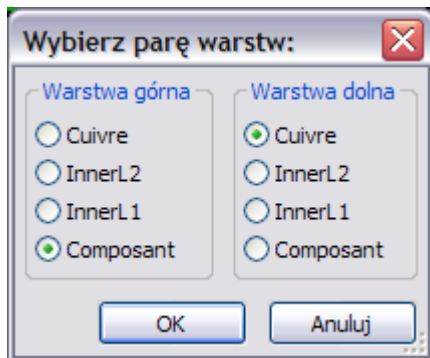 Wybierz parę warstw:
Warstwa górna
Cuivre
InnerL2
InnerL1
Composant
Warstwa dolna
Cuivre
InnerL2
InnerL1
Composant
OK
Anuluj